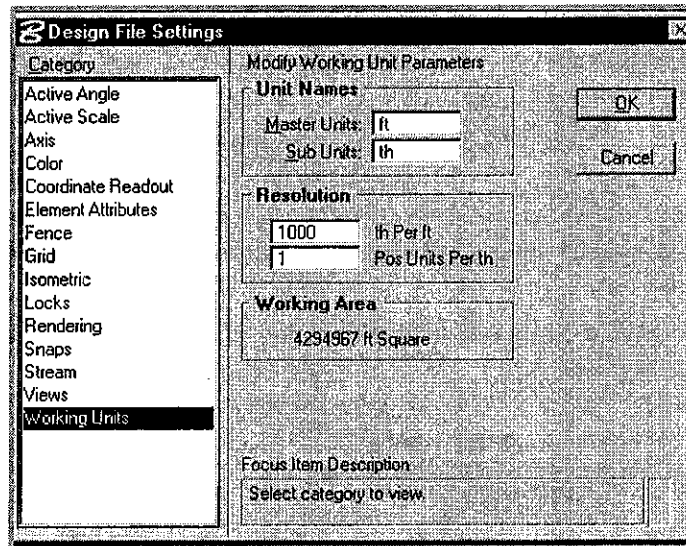 Design File Settings
Category
Active Angle
Active Scale
Axis
Color
Coordinate Readout
Element Attributes
Fence
Grid
Isometric
Locks
Rendering
Snaps
Stream
Views
Working Units
Modify Working Unit Parameters
Unit Names
Master Units: ft
Sub Units: th
Resolution
1000 th Per ft
1 Pos Units Per th
Working Area
4294967 ft Square
Focus Item Description
Select category to view.
OK
Cancel